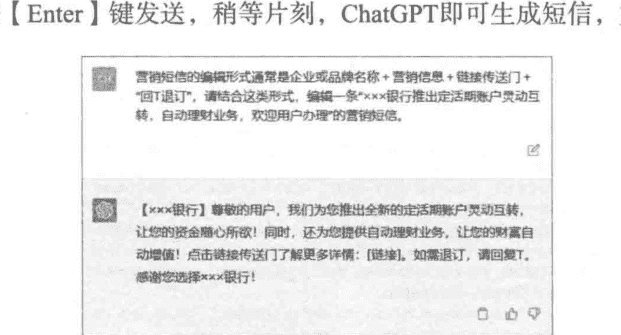 【Enter】键发送，稍等片刻，ChatGPT即可生成短信，
营销短信的编辑形式通常是企业或品牌名称＋营销信息＋链接传送门＋
“回T退订”，请结合这类形式，编辑一条“×××银行推出定活期账户灵动互
转，自动理财业务，欢迎用户办理”的营销短信。
【×××银行】尊敬的用户，我们为您推出全新的定活期账户灵动互转，
让您的资金随心所欲！同时，还为您提供自动理财业务，让您的财富自
动增值！点击链接传送门了解更多详情：[链接]。如需退订，请回复T。
感谢您选择×××银行！